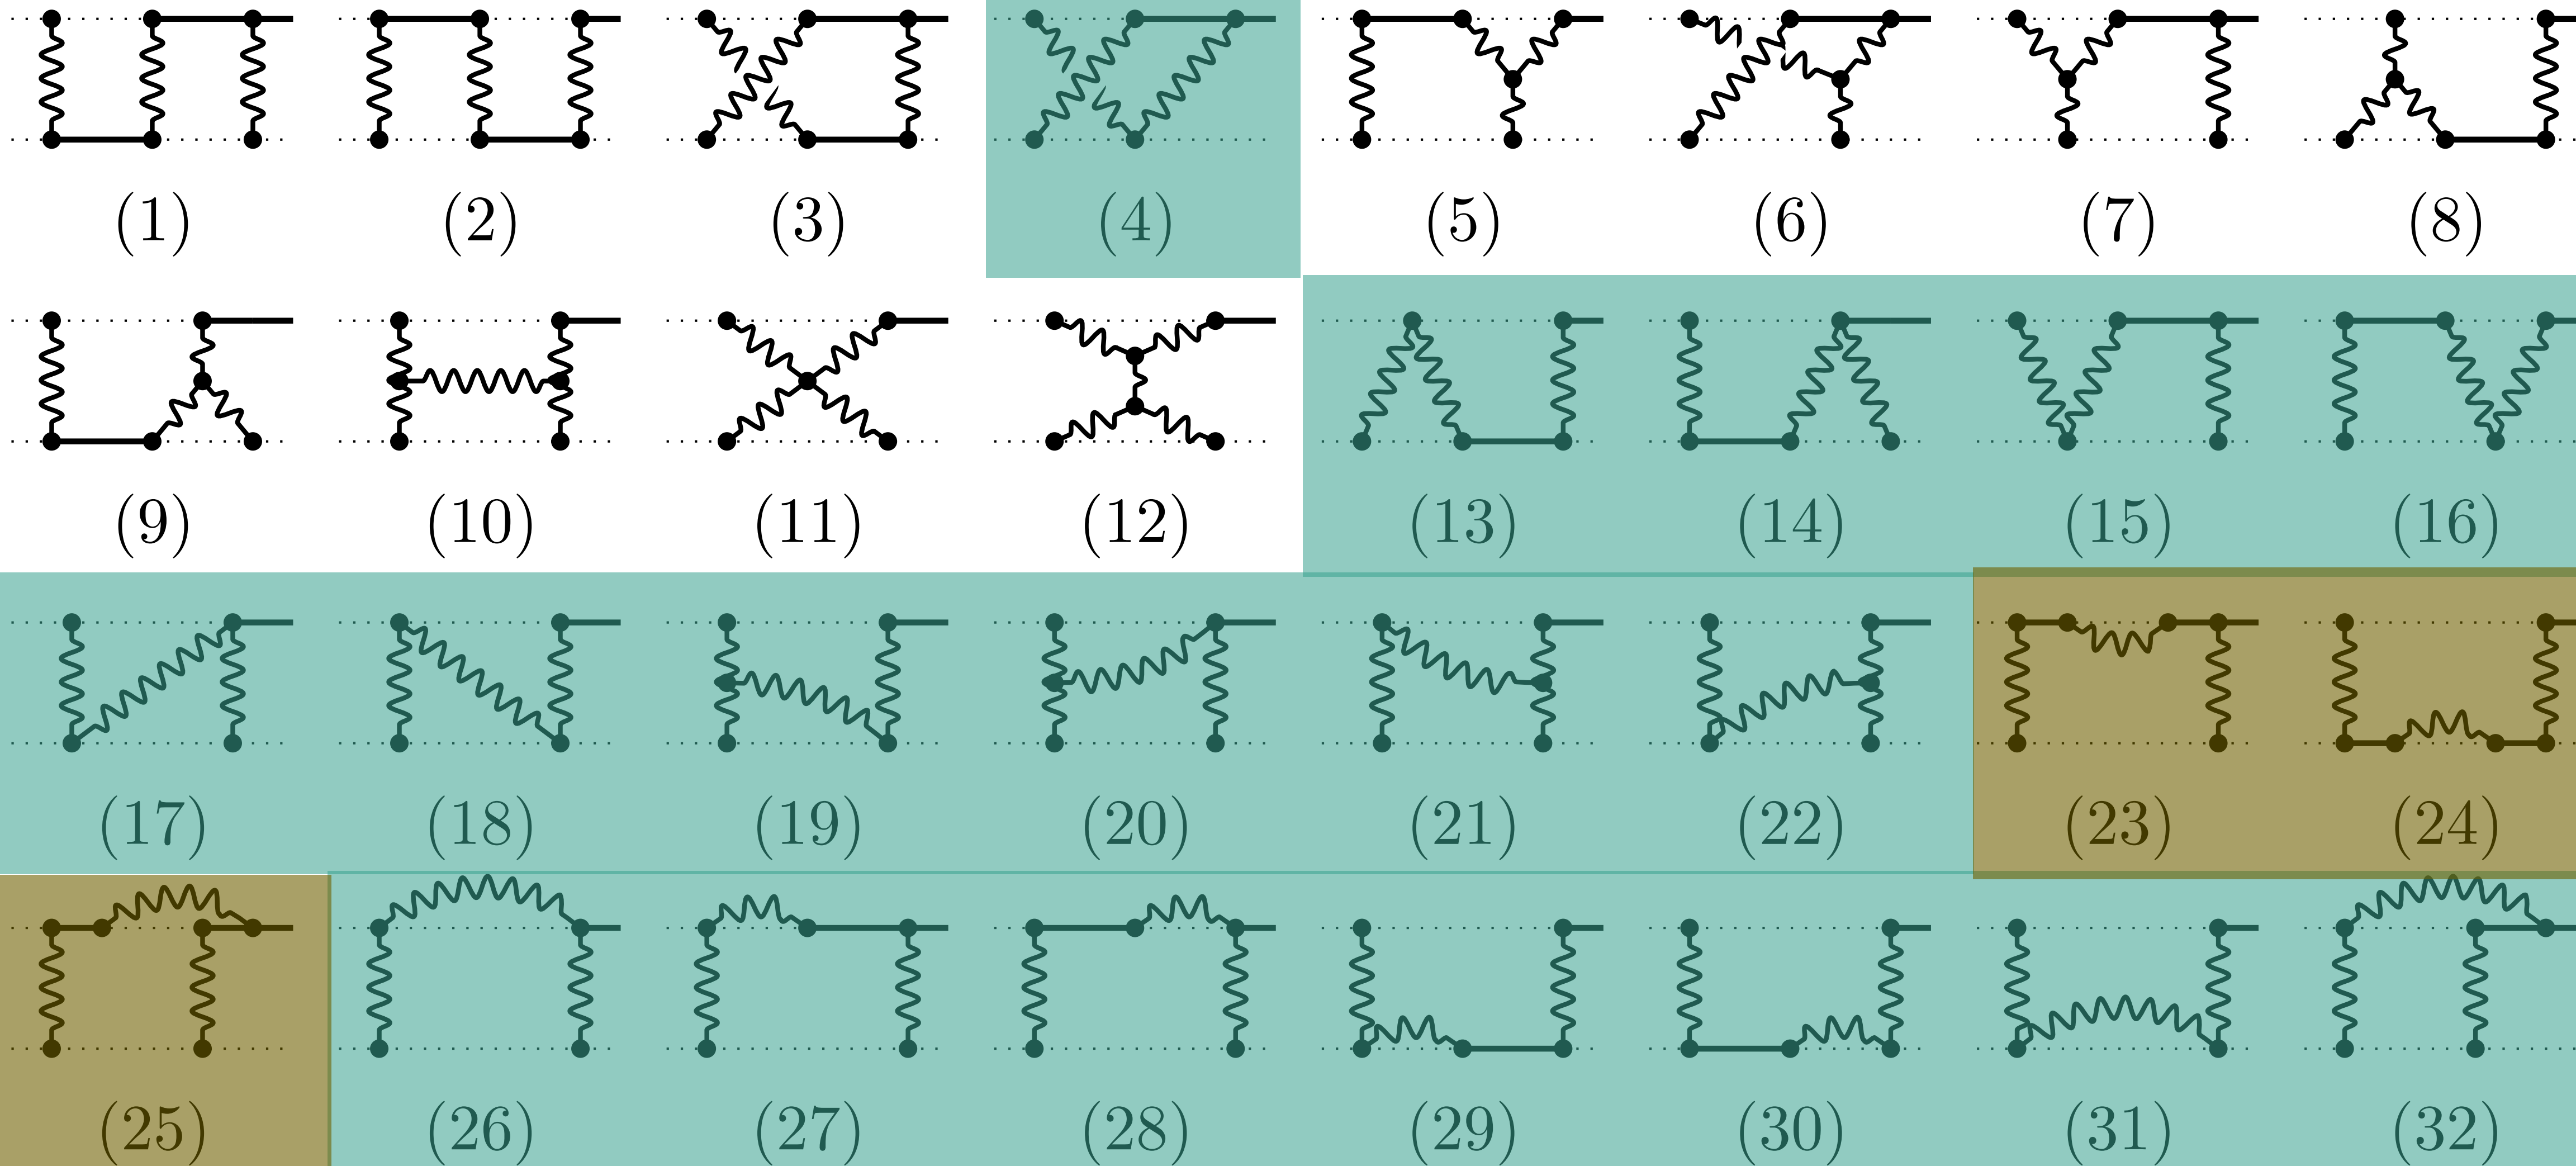 (1) (2) (3) (4) (5) (6) (7) (8)
(9) (10) (11) (12) (13) (14) (15) (16)
(17) (18) (19) (20) (21) (22) (23) (24)
(25) (26) (27) (28) (29) (30) (31) (32)